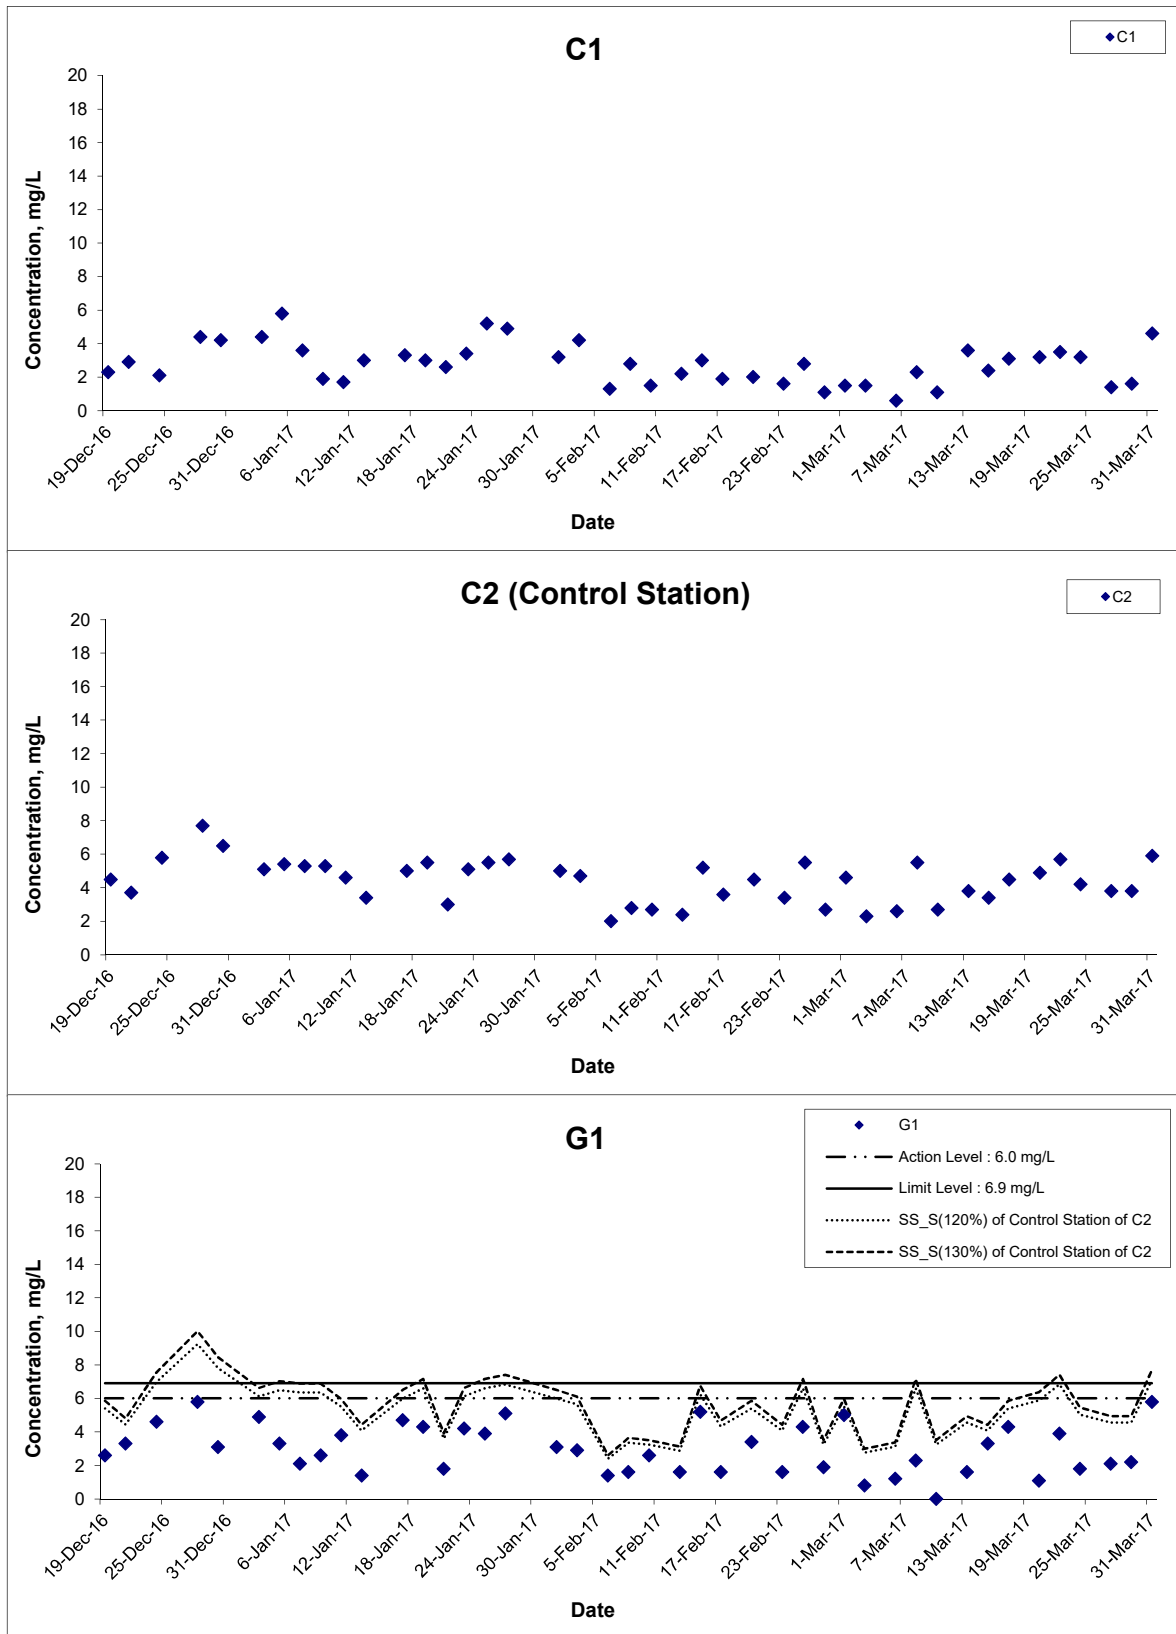 C1
C1
20
18
16
14
12
10
8
6
4
2
0
Concentration, mg/L
19-Dec-16
25-Dec-16
31-Dec-16
6-Jan-17
12-Jan-17
18-Jan-17
24-Jan-17
30-Jan-17
5-Feb-17
11-Feb-17
17-Feb-17
23-Feb-17
1-Mar-17
7-Mar-17
13-Mar-17
19-Mar-17
25-Mar-17
31-Mar-17
Date
C2 (Control Station)
C2
20
18
16
14
12
10
8
6
4
2
0
Concentration, mg/L
19-Dec-16
25-Dec-16
31-Dec-16
6-Jan-17
12-Jan-17
18-Jan-17
24-Jan-17
30-Jan-17
5-Feb-17
11-Feb-17
17-Feb-17
23-Feb-17
1-Mar-17
7-Mar-17
13-Mar-17
19-Mar-17
25-Mar-17
31-Mar-17
Date
G1
G1
Action Level : 6.0 mg/L
Limit Level : 6.9 mg/L
SS_S(120%) of Control Station of C2
SS_S(130%) of Control Station of C2
20
18
16
14
12
10
8
6
4
2
0
Concentration, mg/L
19-Dec-16
25-Dec-16
31-Dec-16
6-Jan-17
12-Jan-17
18-Jan-17
24-Jan-17
30-Jan-17
5-Feb-17
11-Feb-17
17-Feb-17
23-Feb-17
1-Mar-17
7-Mar-17
13-Mar-17
19-Mar-17
25-Mar-17
31-Mar-17
Date